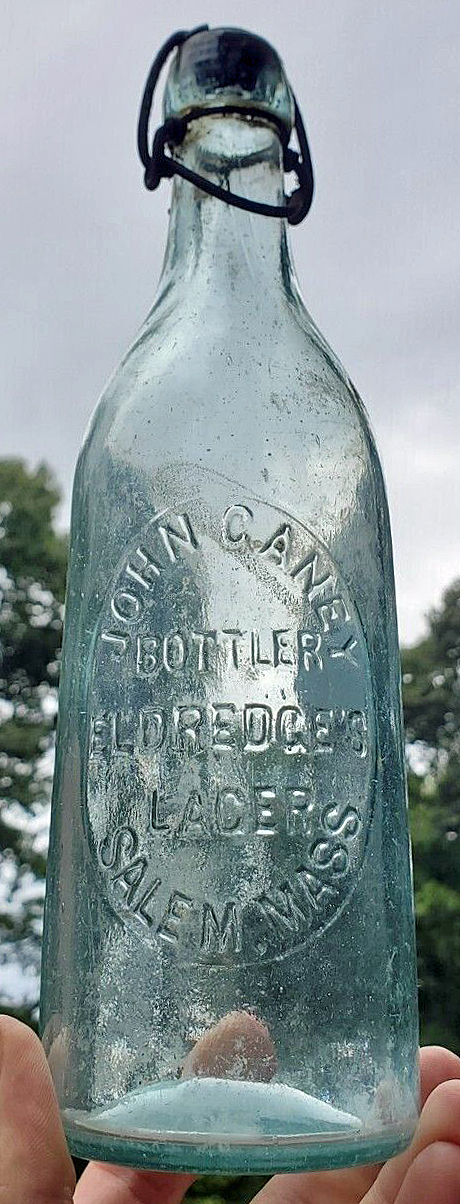 JOHN CANEY
BOTTLER
ELDREDGE'S
LAGER
SALEM, MASS